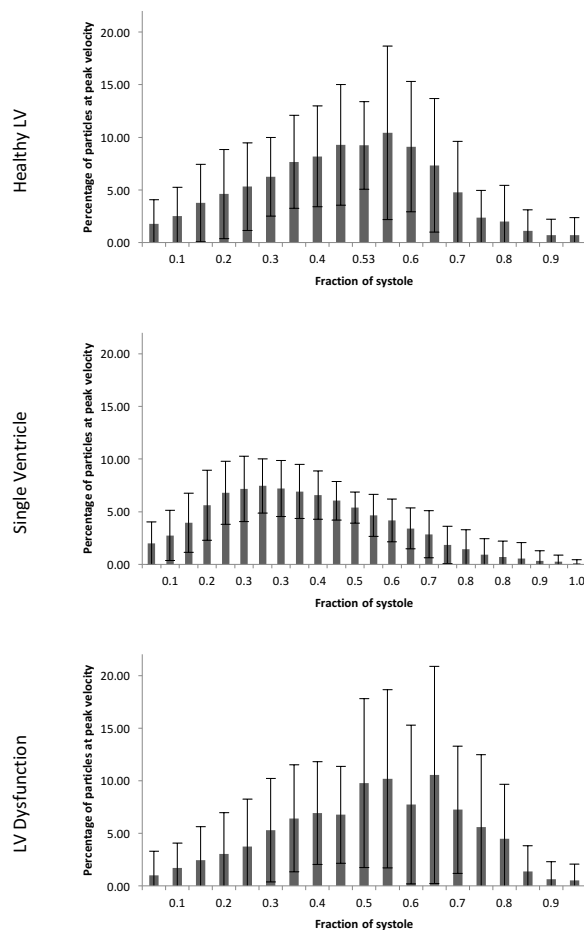 Healthy LV
Percentage of particles at peak velocity
20.00
15.00
10.00
5.00
0.00
0.1 0.2 0.3 0.4 0.53 0.6 0.7 0.8 0.9
Fraction of systole
Single Ventricle
Percentage of particles at peak velocity
20.00
15.00
10.00
5.00
0.00
0.1 0.2 0.3 0.3 0.4 0.5 0.6 0.7 0.8 0.8 0.9 1.0
Fraction of systole
LV Dysfunction
Percentage of particles at peak velocity
20.00
15.00
10.00
5.00
0.00
0.1 0.2 0.3 0.4 0.5 0.6 0.7 0.8 0.9
Fraction of systole